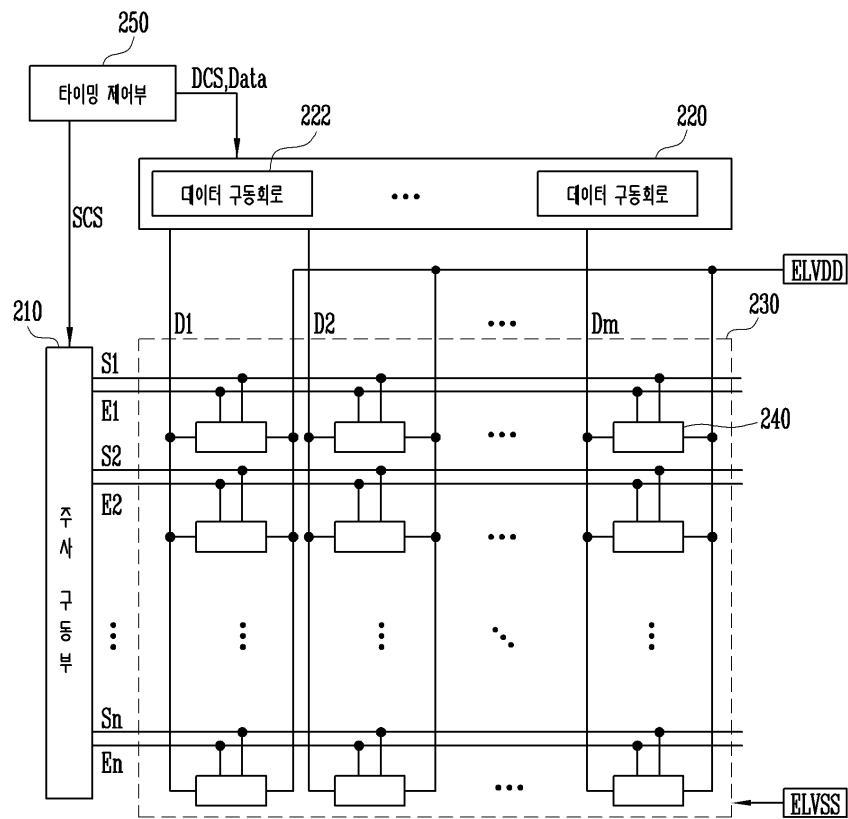 250
타이밍 제어부
DCS,Data
222
220
데이터 구동회로
데이터 구동회로
SCS
ELVDD
210
D1
D2
Dm
230
S1
E1
240
S2
E2
주사 구동부
Sn
En
ELVSS